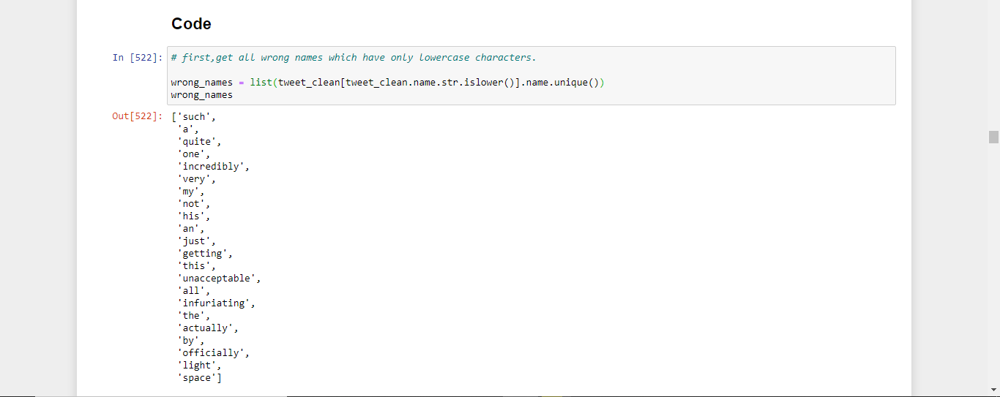 Code
In [522]: # first,get all wrong names which have only lowercase characters.
wrong_names = list(tweet_clean[tweet_clean.name.str.islower()].name.unique())
wrong_names
Out[522]: ['such',
'a',
'quite',
'one',
'incredibly',
'very',
'my',
'not',
'his',
'an',
'just',
'getting',
'this',
'unacceptable',
'all',
'infuriating',
'the',
'actually',
'by',
'officially',
'light',
'space']